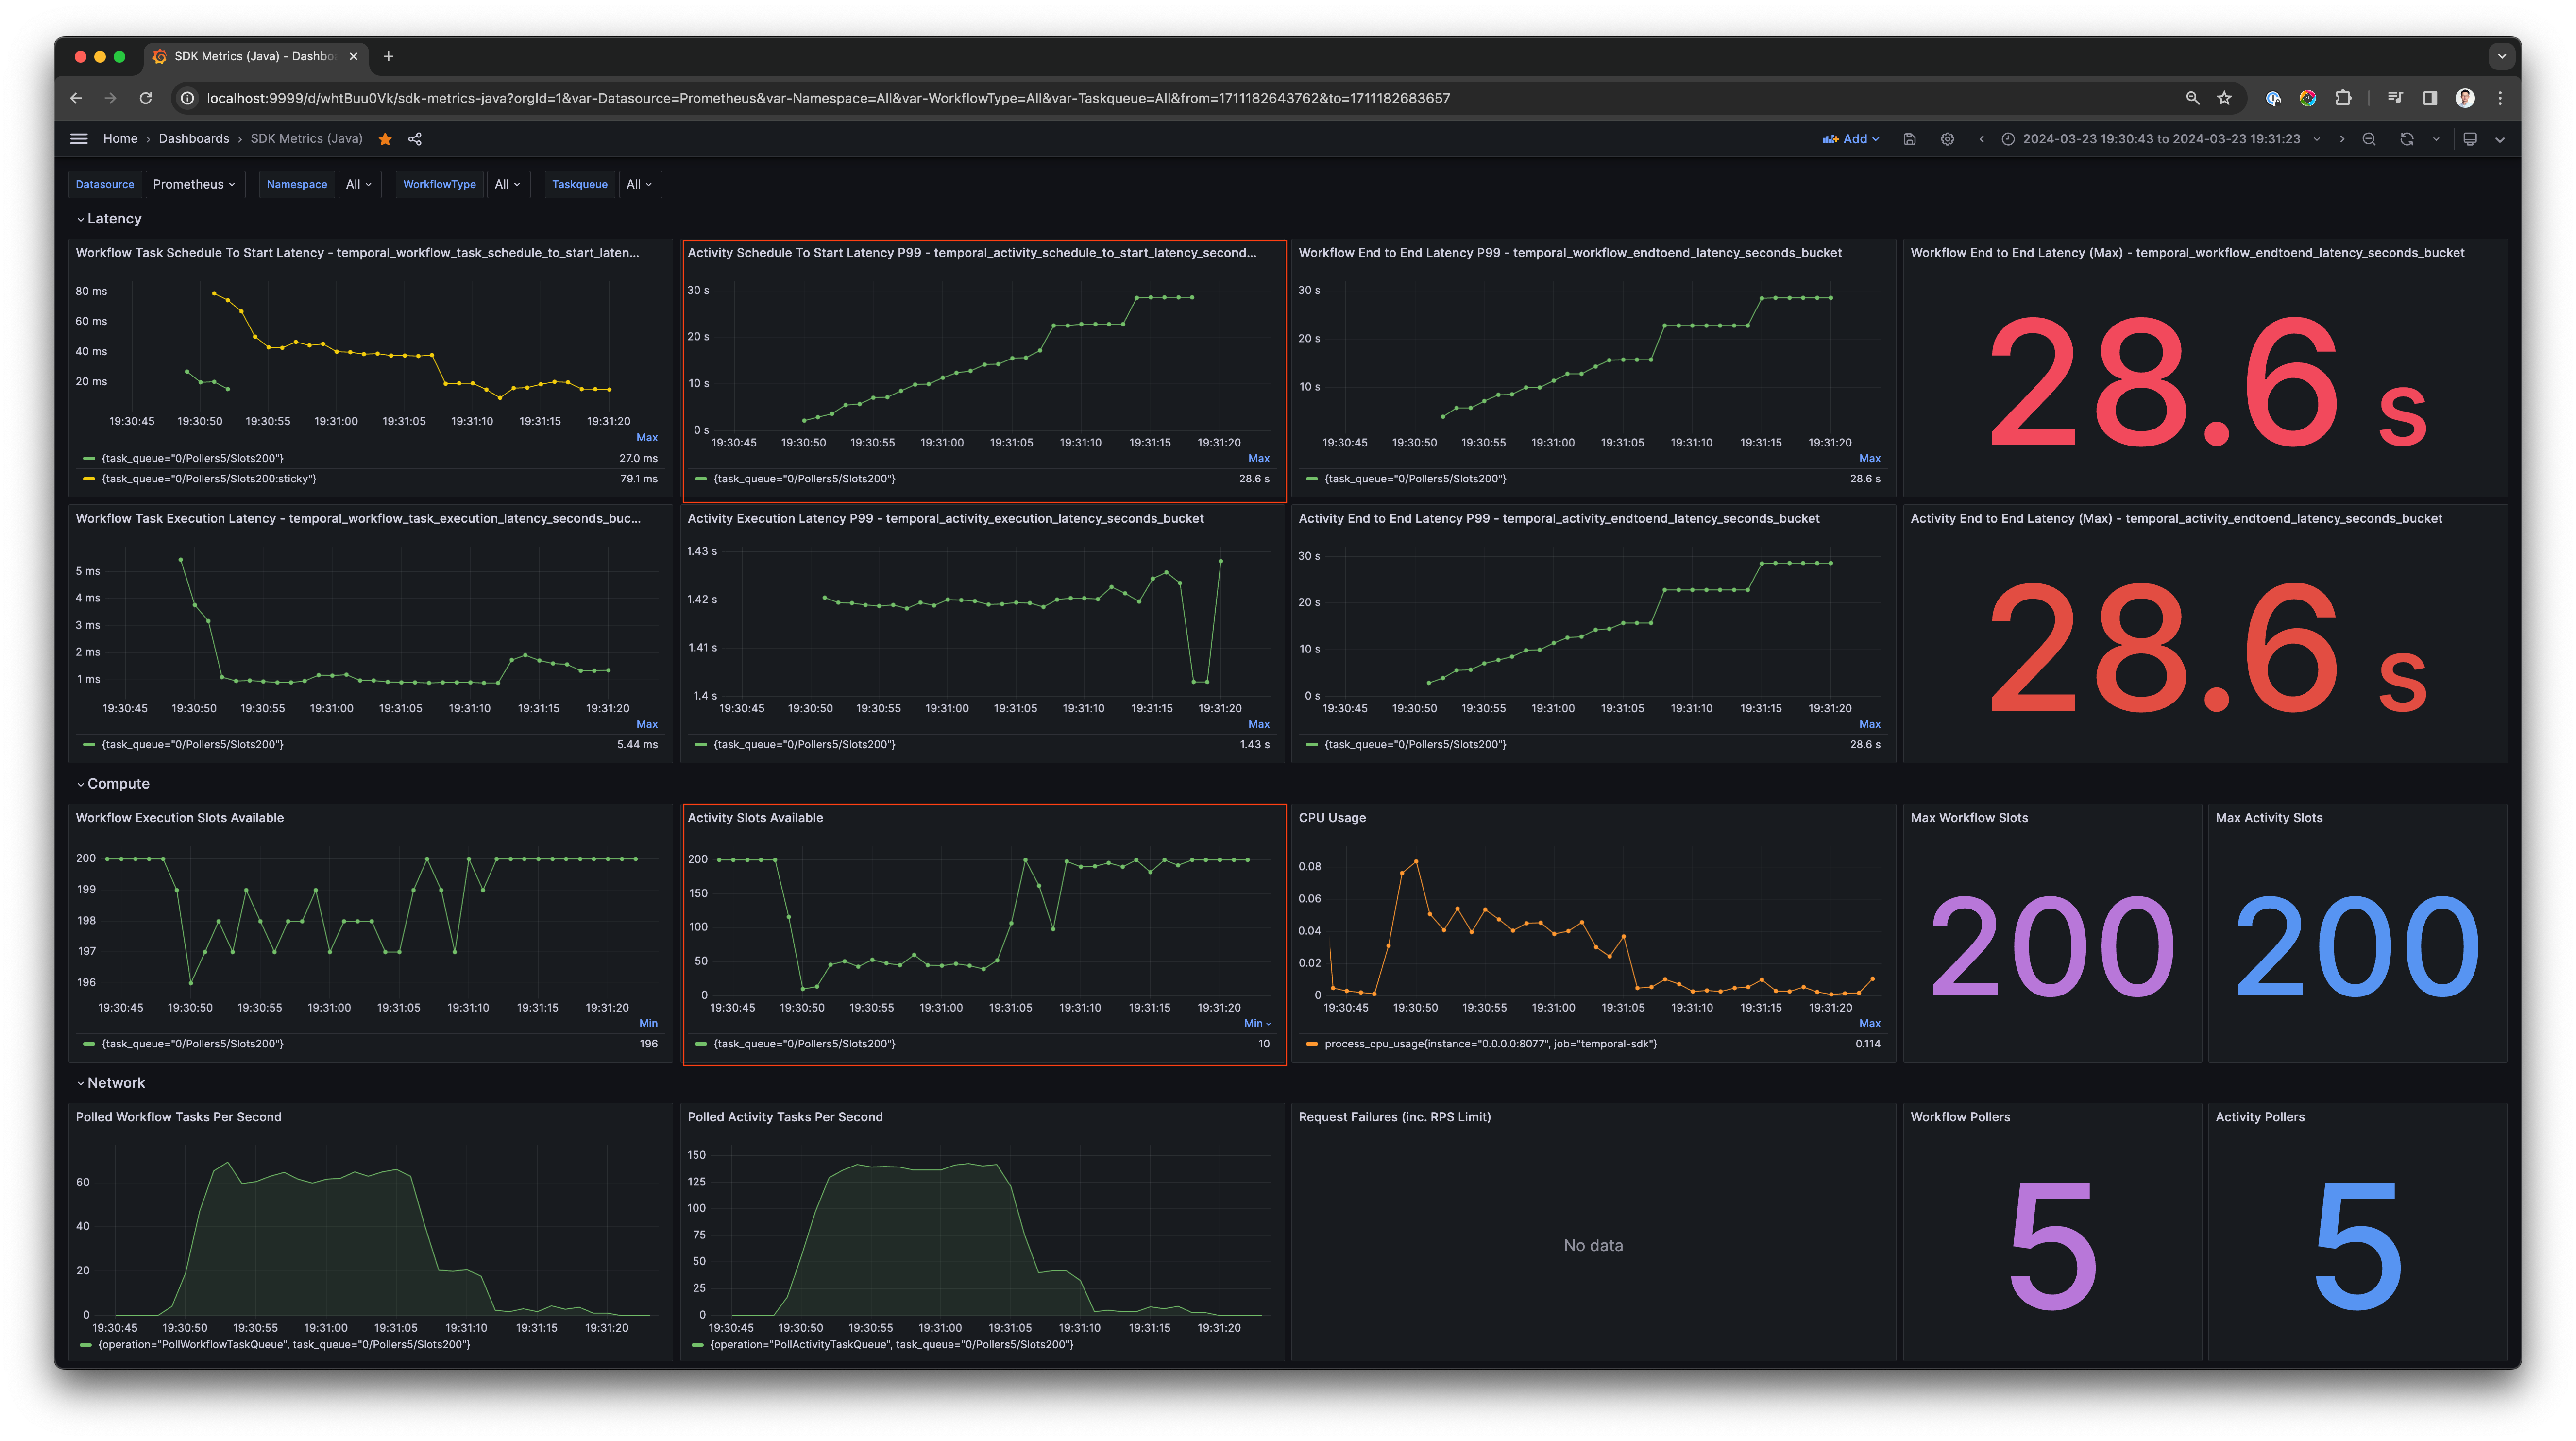 SDK Metrics (Java) - Dashbo
localhost:9999/d/whtBuu0Vk/sdk-metrics-java?orgId=1&var-Datasource=Prometheus&var-Namespace=All&var-WorkflowType=All&var-Taskqueue=All&from=1711182643762&to=1711182683657
Home › Dashboards › SDK Metrics (Java)
Add
2024-03-23 19:30:43 to 2024-03-23 19:31:23
Datasource Prometheus Namespace All WorkflowType All Taskqueue All
Latency
Workflow Task Schedule To Start Latency - temporal_workflow_task_schedule_to_start_laten...
80 ms
60 ms
40 ms
20 ms
19:30:45 19:30:50 19:30:55 19:31:00 19:31:05 19:31:10 19:31:15 19:31:20
Max
{task_queue="0/Pollers5/Slots200"} 27.0 ms
{task_queue="0/Pollers5/Slots200:sticky"} 79.1 ms
Activity Schedule To Start Latency P99 - temporal_activity_schedule_to_start_latency_second...
30 s
20 s
10 s
0 s
19:30:45 19:30:50 19:30:55 19:31:00 19:31:05 19:31:10 19:31:15 19:31:20
Max
{task_queue="0/Pollers5/Slots200"} 28.6 s
Workflow End to End Latency P99 - temporal_workflow_endtoend_latency_seconds_bucket
30 s
20 s
10 s
19:30:45 19:30:50 19:30:55 19:31:00 19:31:05 19:31:10 19:31:15 19:31:20
Max
{task_queue="0/Pollers5/Slots200"} 28.6 s
Workflow End to End Latency (Max) - temporal_workflow_endtoend_latency_seconds_bucket
28.6 s
Workflow Task Execution Latency - temporal_workflow_task_execution_latency_seconds_buc...
5 ms
4 ms
3 ms
2 ms
1 ms
19:30:45 19:30:50 19:30:55 19:31:00 19:31:05 19:31:10 19:31:15 19:31:20
Max
{task_queue="0/Pollers5/Slots200"} 5.44 ms
Activity Execution Latency P99 - temporal_activity_execution_latency_seconds_bucket
1.43 s
1.42 s
1.41 s
1.4 s
19:30:45 19:30:50 19:30:55 19:31:00 19:31:05 19:31:10 19:31:15 19:31:20
Max
{task_queue="0/Pollers5/Slots200"} 1.43 s
Activity End to End Latency P99 - temporal_activity_endtoend_latency_seconds_bucket
30 s
20 s
10 s
0 s
19:30:45 19:30:50 19:30:55 19:31:00 19:31:05 19:31:10 19:31:15 19:31:20
Max
{task_queue="0/Pollers5/Slots200"} 28.6 s
Activity End to End Latency (Max) - temporal_activity_endtoend_latency_seconds_bucket
28.6 s
Compute
Workflow Execution Slots Available
200
199
198
197
196
19:30:45 19:30:50 19:30:55 19:31:00 19:31:05 19:31:10 19:31:15 19:31:20
Min
{task_queue="0/Pollers5/Slots200"} 196
Activity Slots Available
200
150
100
50
0
19:30:45 19:30:50 19:30:55 19:31:00 19:31:05 19:31:10 19:31:15 19:31:20
Min
{task_queue="0/Pollers5/Slots200"} 10
CPU Usage
0.08
0.06
0.04
0.02
0
19:30:45 19:30:50 19:30:55 19:31:00 19:31:05 19:31:10 19:31:15 19:31:20
Max
process_cpu_usage{instance="0.0.0.0:8077", job="temporal-sdk"} 0.114
Max Workflow Slots
200
Max Activity Slots
200
Network
Polled Workflow Tasks Per Second
60
40
20
0
19:30:45 19:30:50 19:30:55 19:31:00 19:31:05 19:31:10 19:31:15 19:31:20
{operation="PollWorkflowTaskQueue", task_queue="0/Pollers5/Slots200"}
Polled Activity Tasks Per Second
150
125
100
75
50
25
0
19:30:45 19:30:50 19:30:55 19:31:00 19:31:05 19:31:10 19:31:15 19:31:20
{operation="PollActivityTaskQueue", task_queue="0/Pollers5/Slots200"}
Request Failures (inc. RPS Limit)
No data
Workflow Pollers
5
Activity Pollers
5